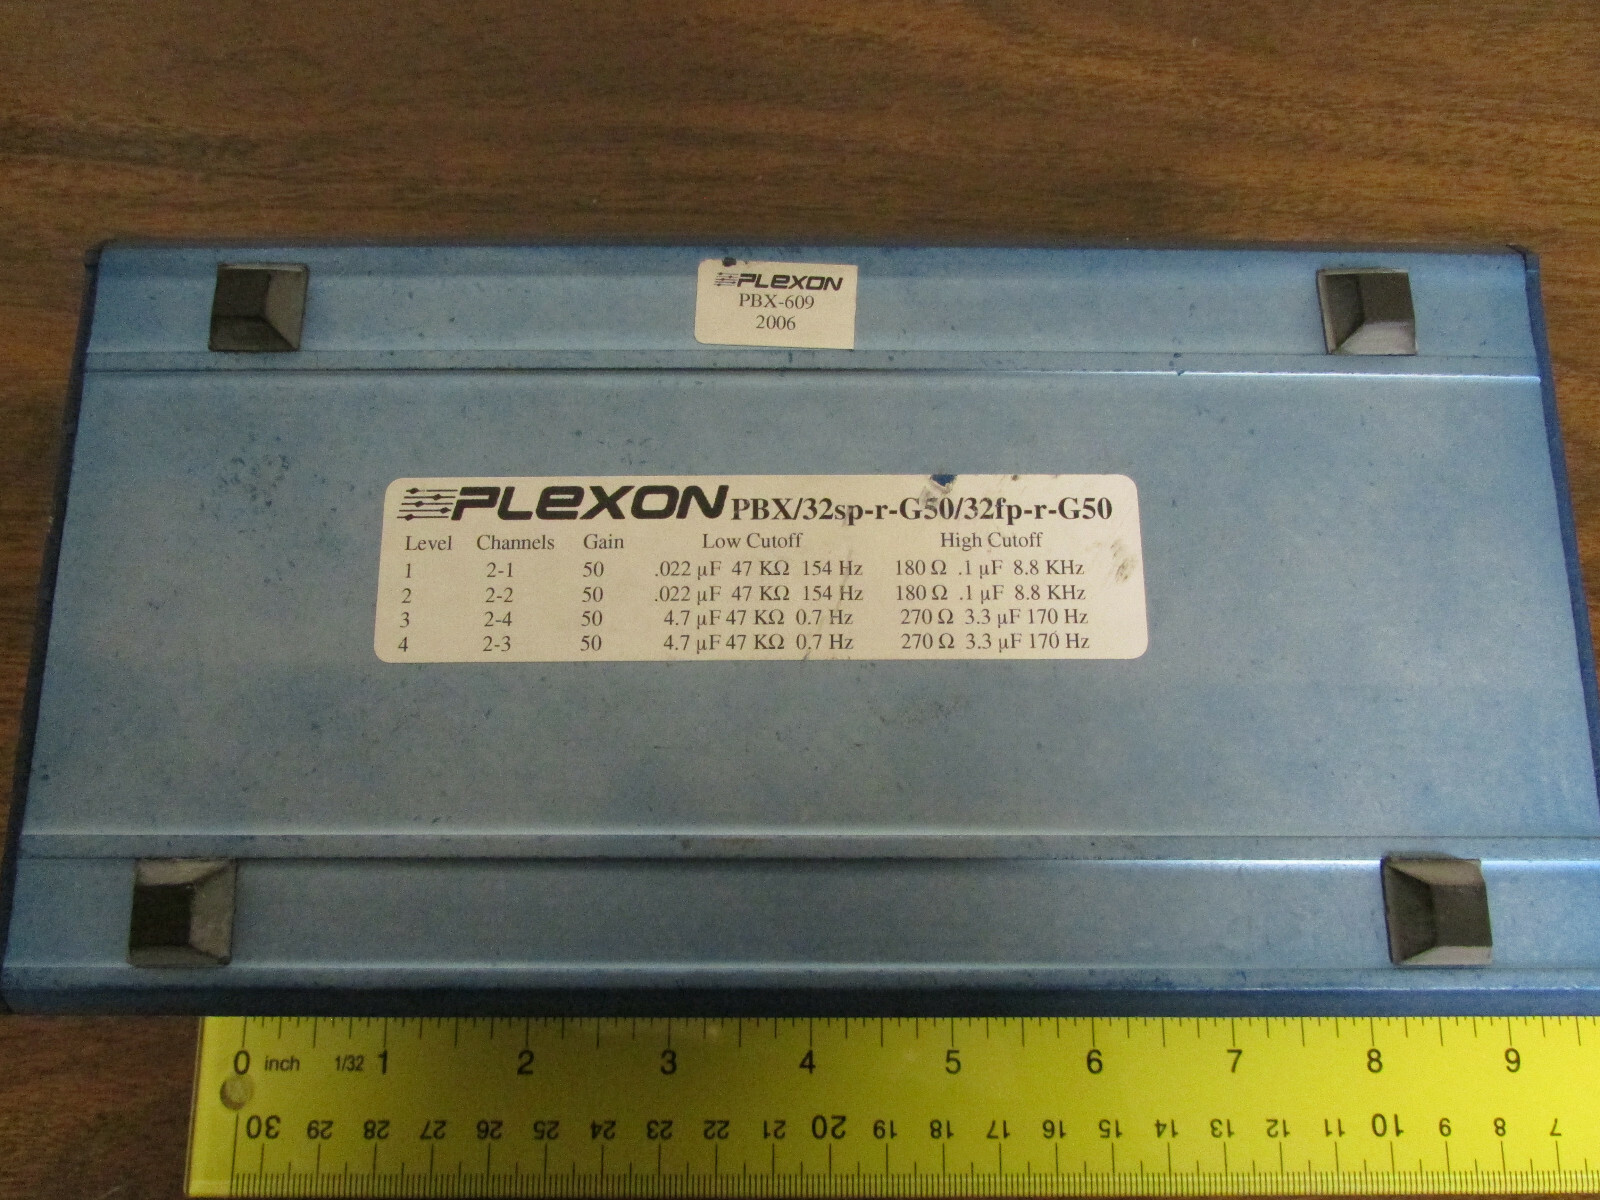 PLEXON
PBX-609
2006
PLEXON PBX/32sp-r-G50/32fp-r-G50
Level Channels Gain Low Cutoff High Cutoff
1 2-1 50 .022 µF 47 KΩ 154 Hz 180 Ω .1 µF 8.8 KHz
2 2-2 50 .022 µF 47 KΩ 154 Hz 180 Ω .1 µF 8.8 KHz
3 2-4 50 4.7 µF 47 KΩ 0.7 Hz 270 Ω 3.3 µF 170 Hz
4 2-3 50 4.7 µF 47 KΩ 0.7 Hz 270 Ω 3.3 µF 170 Hz
0 inch 1/32 1 2 3 4 5 6 7 8 9
30 29 28 27 26 25 24 23 22 21 20 19 18 17 16 15 14 13 12 11 10 9 8 7